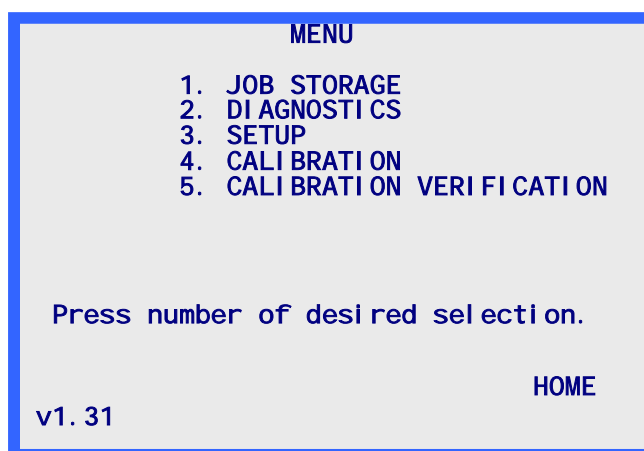 MENU
1. JOB STORAGE
2. DIAGNOSTICS
3. SETUP
4. CALIBRATION
5. CALIBRATION VERIFICATION
Press number of desired selection.
HOME
v1.31